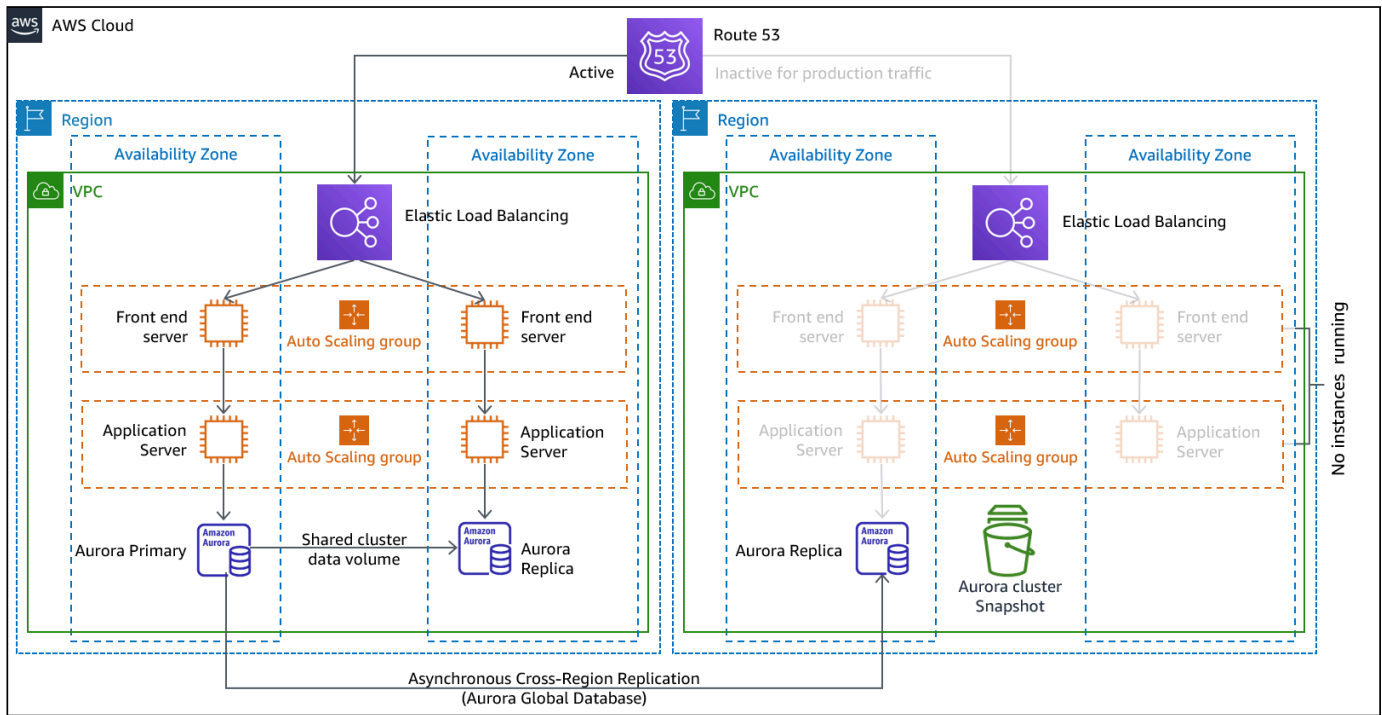 aws
AWS Cloud
Route 53
53
Active
Inactive for production traffic
Region
Availability Zone
Availability Zone
VPC
Elastic Load Balancing
Front end
server
Auto Scaling group
Front end
server
Application
Server
Auto Scaling group
Application
Server
Aurora Primary
Amazon
Aurora
Shared cluster
data volume
Amazon
Aurora
Aurora
Replica
Region
Availability Zone
Availability Zone
VPC
Elastic Load Balancing
Front end
server
Auto Scaling group
Front end
server
Application
Server
Auto Scaling group
Application
Server
No instances running
Aurora Replica
Amazon
Aurora
Aurora cluster
Snapshot
Asynchronous Cross-Region Replication
(Aurora Global Database)